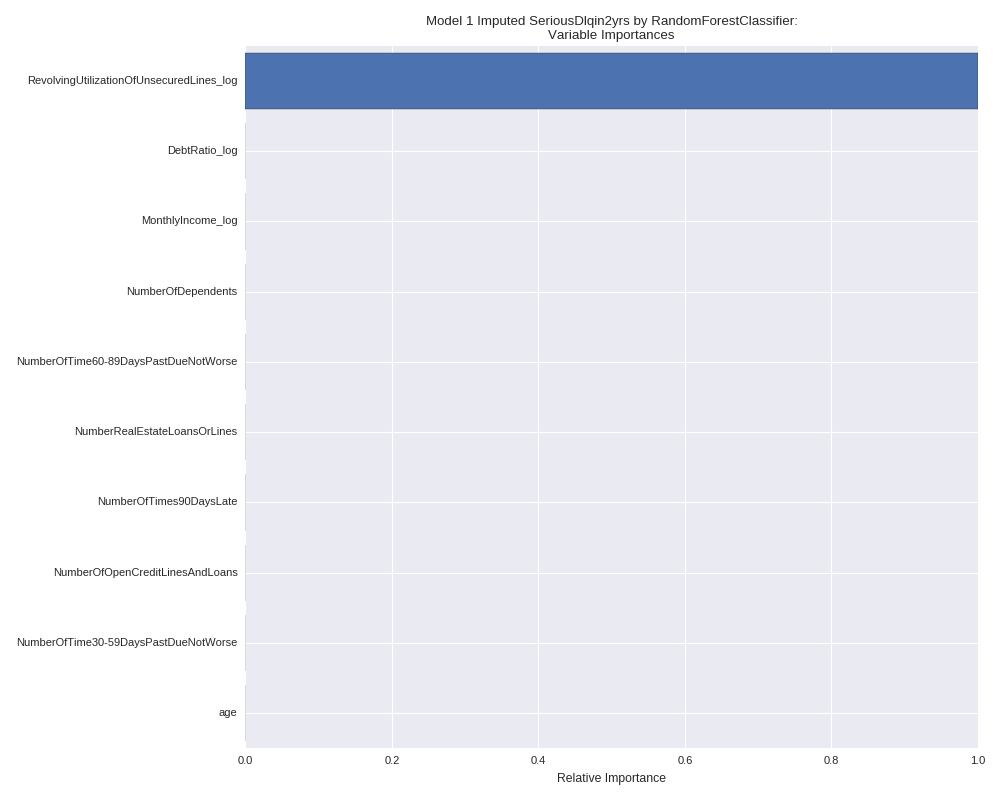 Model 1 Imputed SeriousDlqin2yrs by RandomForestClassifier:
Variable Importances
RevolvingUtilizationOfUnsecuredLines_log
DebtRatio_log
MonthlyIncome_log
NumberOfDependents
NumberOfTime60-89DaysPastDueNotWorse
NumberRealEstateLoansOrLines
NumberOfTimes90DaysLate
NumberOfOpenCreditLinesAndLoans
NumberOfTime30-59DaysPastDueNotWorse
age
0.0 0.2 0.4 0.6 0.8 1.0
Relative Importance